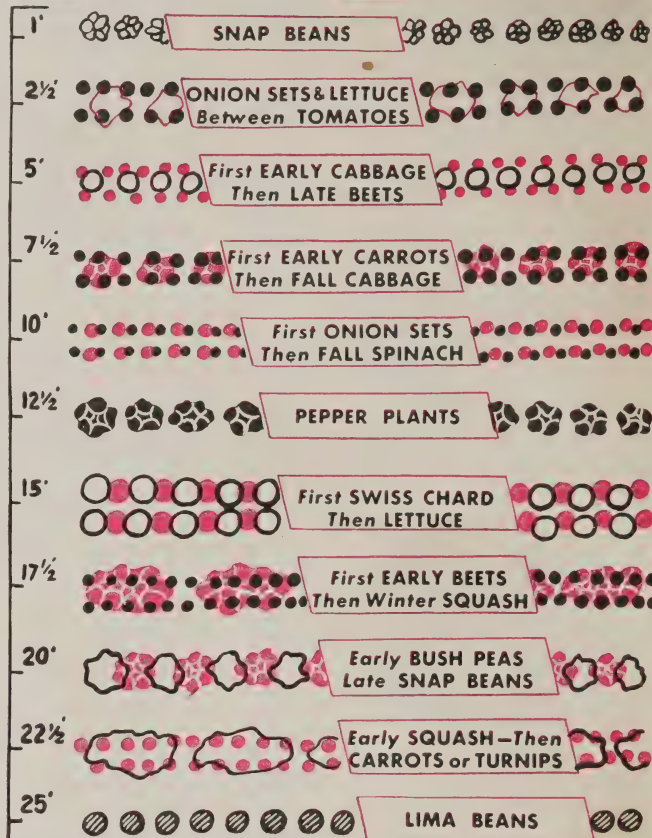 1'
SNAP BEANS
2½'
ONION SETS & LETTUCE
Between TOMATOES
5'
First EARLY CABBAGE
Then LATE BEETS
7½'
First EARLY CARROTS
Then FALL CABBAGE
10'
First ONION SETS
Then FALL SPINACH
12½'
PEPPER PLANTS
15'
First SWISS CHARD
Then LETTUCE
17½'
First EARLY BEETS
Then Winter SQUASH
20'
Early BUSH PEAS
Late SNAP BEANS
22½'
Early SQUASH—Then
CARROTS or TURNIPS
25'
LIMA BEANS